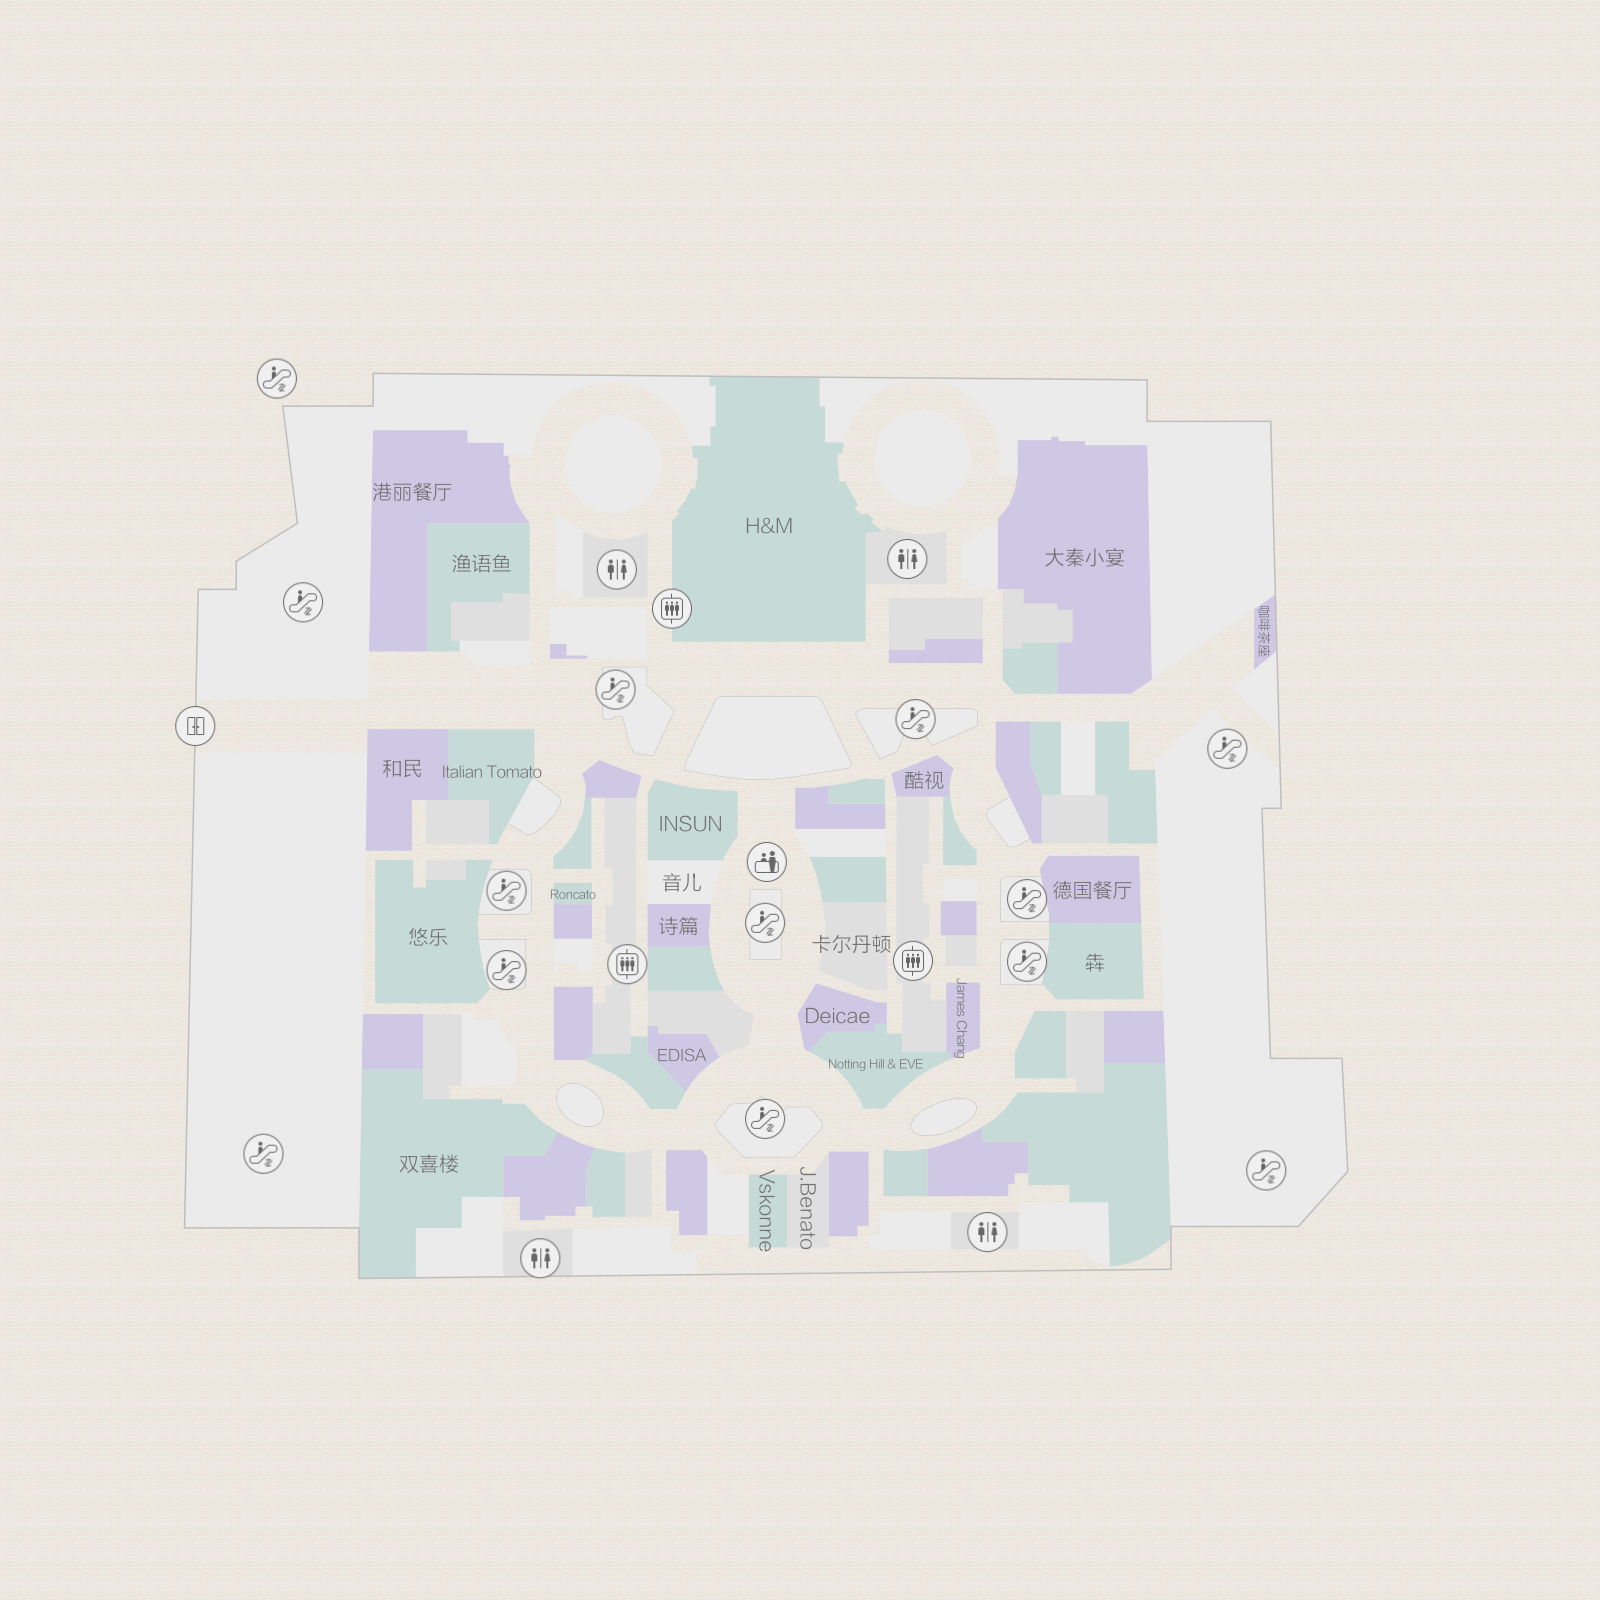 港丽餐厅
渔语鱼
H&M
大秦小宴
咖啡茶座
和民
Italian Tomato
酷视
INSUN
音儿
Roncato
诗篇
德国餐厅
悠乐
卡尔丹顿
犇
James Chang
Deicae
EDISA
Notting Hill & EVE
双喜楼
Vskonne
J.Benato